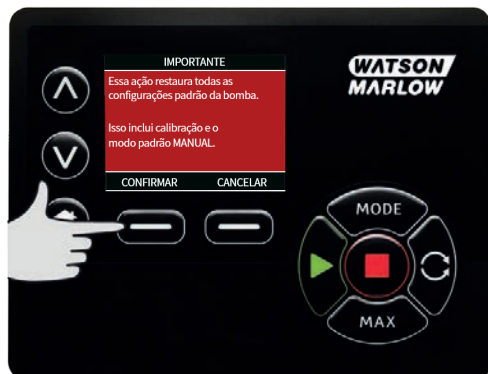 IMPORTANTE
WATSON
MARLOW
Essa ação restaura todas as
configurações padrão da bomba.
Isso inclui calibração e o
modo padrão MANUAL.
CONFIRMAR CANCELAR
MODE
MAX